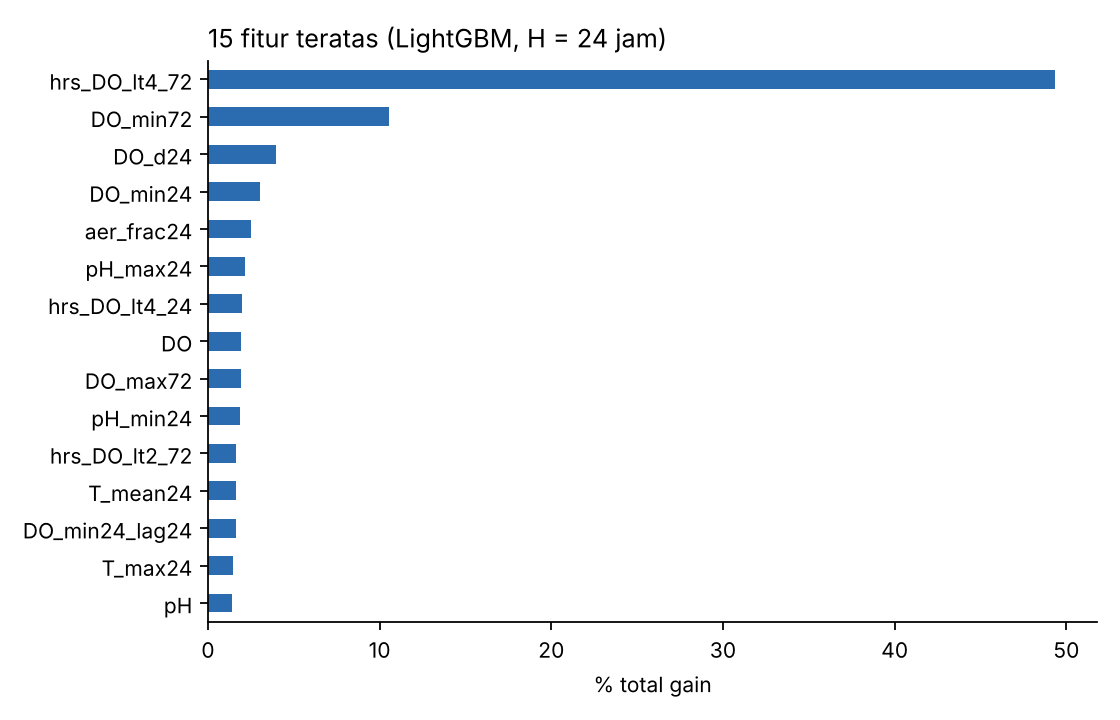 15 fitur teratas (LightGBM, H = 24 jam)
hrs_DO_lt4_72
DO_min72
DO_d24
DO_min24
aer_frac24
pH_max24
hrs_DO_lt4_24
DO
DO_max72
pH_min24
hrs_DO_lt2_72
T_mean24
DO_min24_lag24
T_max24
pH
0 10 20 30 40 50
% total gain